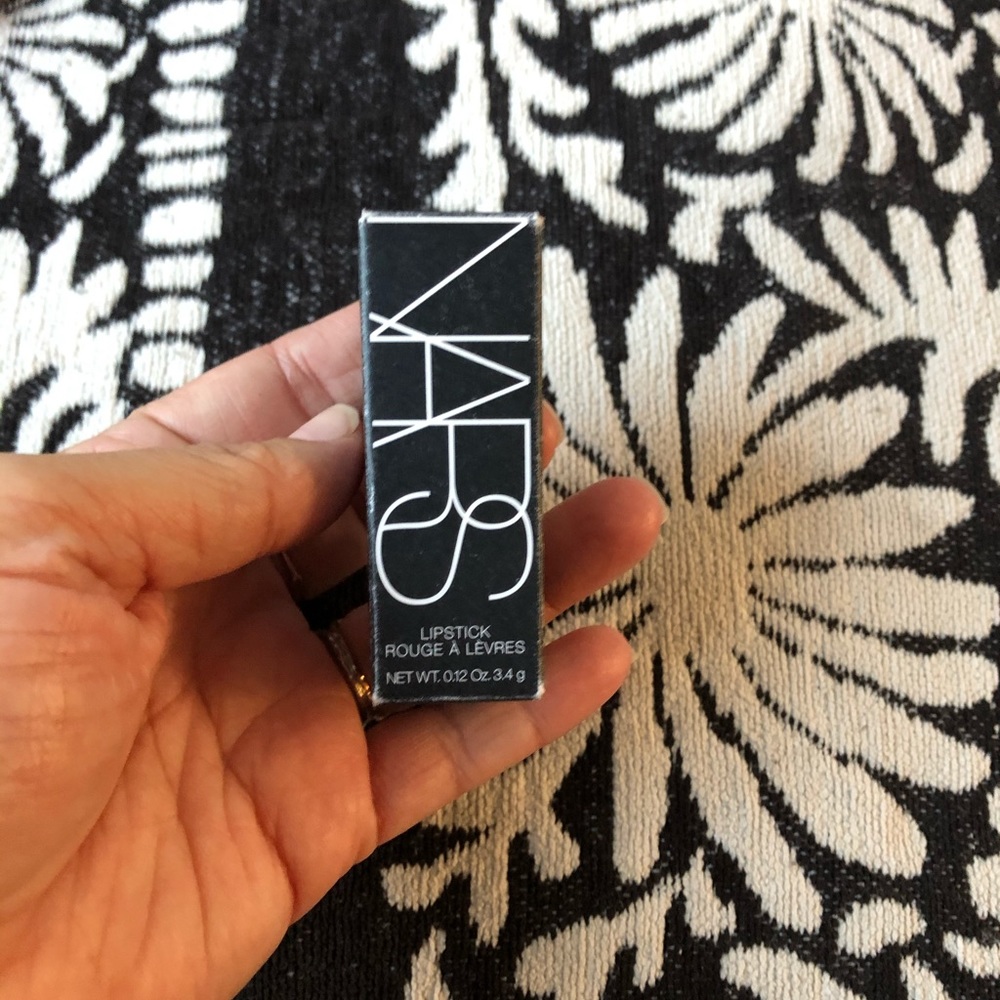 NARS
LIPSTICK
ROUGE À LÈVRES
NET WT. 0.12 Oz. 3.4 g